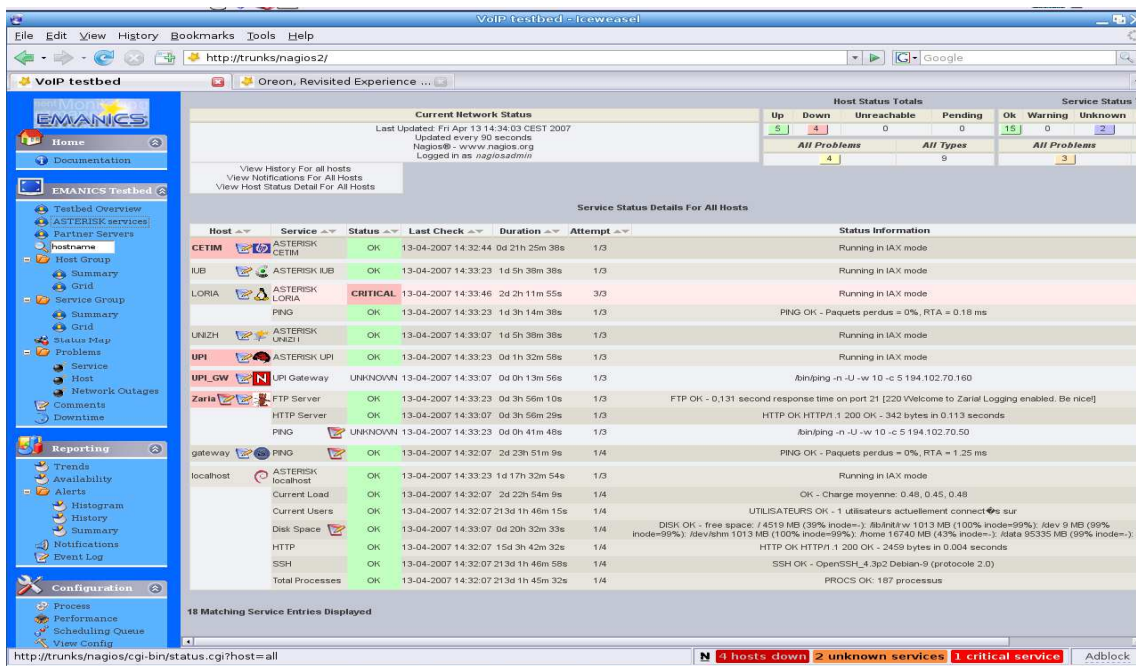 VoIP testbed - Iceweasel
File Edit View History Bookmarks Tools Help
http://trunks/nagios2/
Google
VoIP testbed
Oreon, Revisited Experience ...
EMANICS
Home
Documentation
EMANICS Testbed
Testbed Overview
ASTERISK services
Partner Servers
hostname
Host Group
Summary
Grid
Service Group
Summary
Grid
Status Map
Problems
Service
Host
Network Outages
Comments
Downtime
Reporting
Trends
Availability
Alerts
Histogram
History
Summary
Notifications
Event Log
Configuration
Process
Performance
Scheduling Queue
View Config
Current Network Status
Last Updated: Fri Apr 13 14:34:03 CEST 2007
Updated every 90 seconds
Nagios® - www.nagios.org
Logged in as nagiosadmin
View History For all hosts
View Notifications For All Hosts
View Host Status Detail For All Hosts
Host Status Totals
Up Down Unreachable Pending
5 4 0 0
All Problems All Types
4 9
Service Status
Ok Warning Unknown
15 0 2
All Problems
3
Service Status Details For All Hosts
Host Service Status Last Check Duration Attempt Status Information
CETIM ASTERISK CETIM OK 13-04-2007 14:32:44 0d 21h 25m 38s 1/3 Running in IAX mode
IUB ASTERISK IUB OK 13-04-2007 14:33:23 1d 5h 38m 38s 1/3 Running in IAX mode
LORIA ASTERISK LORIA CRITICAL 13-04-2007 14:33:46 2d 2h 11m 55s 3/3 Running in IAX mode
PING OK 13-04-2007 14:33:23 1d 3h 14m 38s 1/3 PING OK - Paquets perdus = 0%, RTA = 0.18 ms
UNIZH ASTERISK UNIZH OK 13-04-2007 14:33:07 1d 5h 38m 38s 1/3 Running in IAX mode
UPI ASTERISK UPI OK 13-04-2007 14:33:23 0d 1h 32m 58s 1/3 Running in IAX mode
UPI_GW UPI Gateway UNKNOWN 13-04-2007 14:33:07 0d 0h 13m 56s 1/3 /bin/ping -n -U -w 10 -c 5 194.102.70.160
Zaria FTP Server OK 13-04-2007 14:33:23 0d 3h 56m 10s 1/3 FTP OK - 0,131 second response time on port 21 [220 Welcome to Zaria! Logging enabled. Be nice!]
HTTP Server OK 13-04-2007 14:33:07 0d 3h 56m 29s 1/3 HTTP OK HTTP/1.1 200 OK - 342 bytes in 0.113 seconds
PING UNKNOWN 13-04-2007 14:33:23 0d 0h 41m 48s 1/3 /bin/ping -n -U -w 10 -c 5 194.102.70.50
gateway PING OK 13-04-2007 14:32:07 2d 23h 51m 9s 1/4 PING OK - Paquets perdus = 0%, RTA = 1.25 ms
localhost ASTERISK localhost OK 13-04-2007 14:33:23 1d 17h 32m 54s 1/3 Running in IAX mode
Current Load OK 13-04-2007 14:32:07 2d 22h 54m 9s 1/4 OK - Charge moyenne: 0.48, 0.45, 0.48
Current Users OK 13-04-2007 14:32:07 213d 1h 46m 15s 1/4 UTILISATEURS OK - 1 utilisateurs actuellement connect�s sur
Disk Space OK 13-04-2007 14:33:07 0d 20h 32m 33s 1/4 DISK OK - free space: / 4519 MB (39% inode=-): /lib/init/rw 1013 MB (100% inode=99%): /dev 9 MB (99%
inode=99%): /dev/shm 1013 MB (100% inode=99%): /home 16740 MB (43% inode=-): /data 95335 MB (99% inode=-):
HTTP OK 13-04-2007 14:32:07 15d 3h 42m 32s 1/4 HTTP OK HTTP/1.1 200 OK - 2459 bytes in 0.004 seconds
SSH OK 13-04-2007 14:32:07 213d 1h 46m 58s 1/4 SSH OK - OpenSSH_4.3p2 Debian-9 (protocole 2.0)
Total Processes OK 13-04-2007 14:32:07 213d 1h 45m 32s 1/4 PROCS OK: 187 processus
18 Matching Service Entries Displayed
http://trunks/nagios/cgi-bin/status.cgi?host=all
N 4 hosts down 2 unknown services 1 critical service Adblock